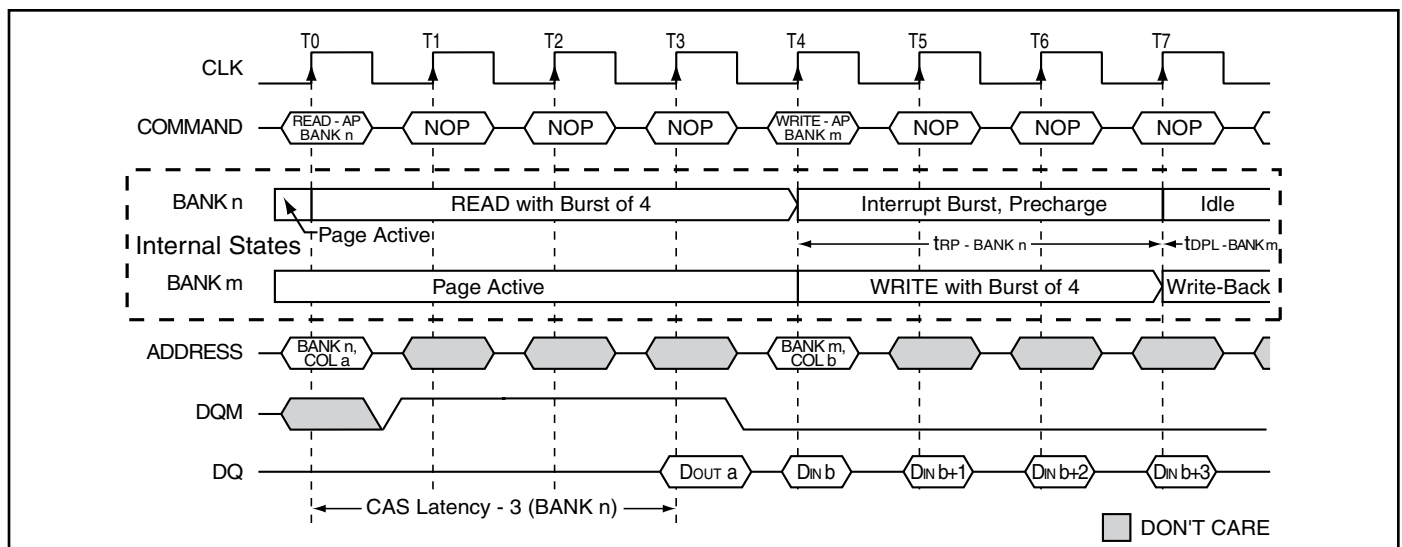 T0 T1 T2 T3 T4 T5 T6 T7
CLK
COMMAND READ - AP NOP NOP NOP WRITE - AP NOP NOP NOP
BANK n BANK m
BANK n READ with Burst of 4 Interrupt Burst, Precharge Idle
Internal States Page Active tRP - BANK n tDPL - BANK m
BANK m Page Active WRITE with Burst of 4 Write-Back
ADDRESS BANK n, BANK m,
COL a COL b
DQM
DQ DOUT a DIN b DIN b+1 DIN b+2 DIN b+3
CAS Latency - 3 (BANK n)
DON'T CARE